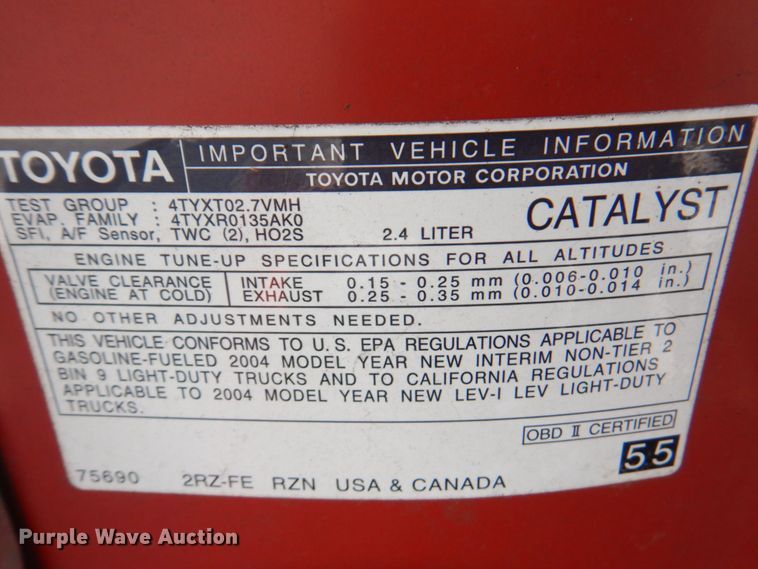 TOYOTA
IMPORTANT VEHICLE INFORMATION
TOYOTA MOTOR CORPORATION
TEST GROUP : 4TYXT02.7VMH
EVAP. FAMILY : 4TYXR0135AK0
SFI, A/F Sensor, TWC (2), HO2S 2.4 LITER
CATALYST
ENGINE TUNE-UP SPECIFICATIONS FOR ALL ALTITUDES
VALVE CLEARANCE INTAKE 0.15 - 0.25 mm (0.006-0.010 in.)
(ENGINE AT COLD) EXHAUST 0.25 - 0.35 mm (0.010-0.014 in.)
NO OTHER ADJUSTMENTS NEEDED.
THIS VEHICLE CONFORMS TO U.S. EPA REGULATIONS APPLICABLE TO
GASOLINE-FUELED 2004 MODEL YEAR NEW INTERIM NON-TIER 2
BIN 9 LIGHT-DUTY TRUCKS AND TO CALIFORNIA REGULATIONS
APPLICABLE TO 2004 MODEL YEAR NEW LEV-I LEV LIGHT-DUTY
TRUCKS.
OBD II CERTIFIED
55
75690 2RZ-FE RZN USA & CANADA
Purple Wave Auction